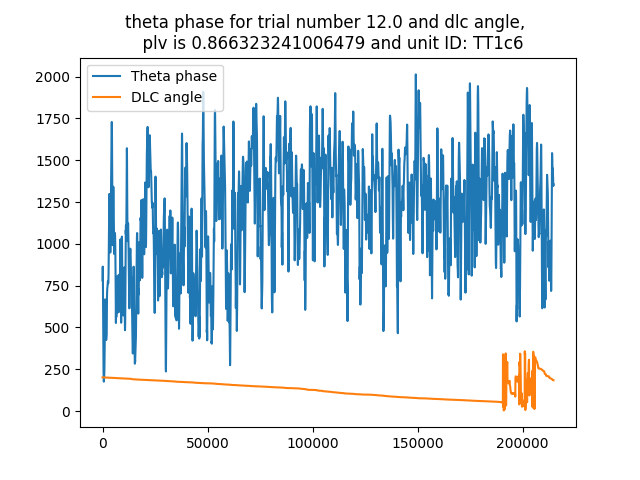 theta phase for trial number 12.0 and dlc angle,
plv is 0.866323241006479 and unit ID: TT1c6
Theta phase
DLC angle
2000
1750
1500
1250
1000
750
500
250
0
0 50000 100000 150000 200000